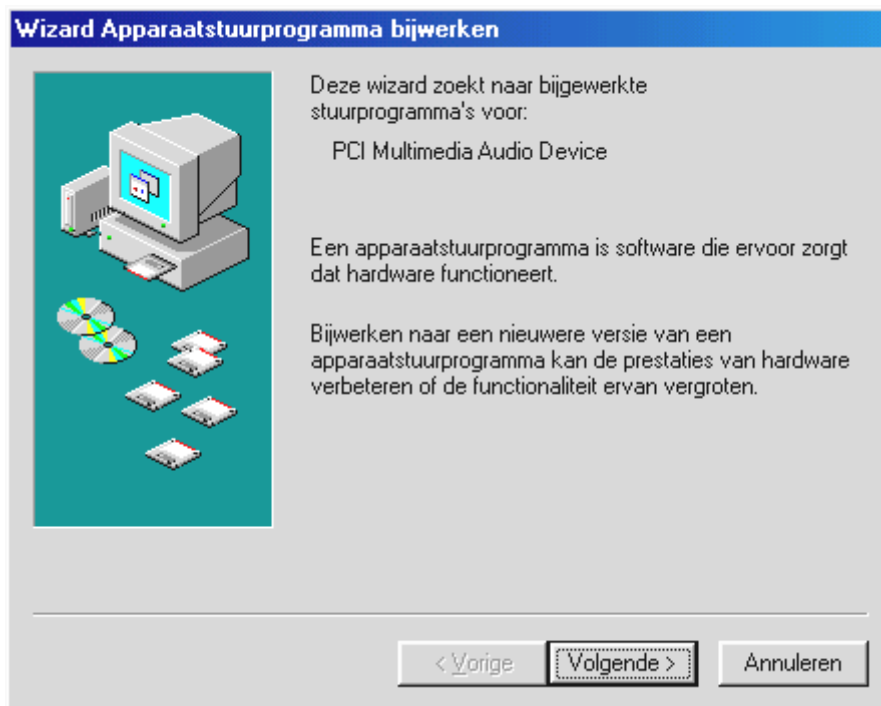 Wizard Apparaatstuurprogramma bijwerken
Deze wizard zoekt naar bijgewerkte
stuurprogramma's voor:
PCI Multimedia Audio Device
Een apparaatstuurprogramma is software die ervoor zorgt
dat hardware functioneert.
Bijwerken naar een nieuwere versie van een
apparaatstuurprogramma kan de prestaties van hardware
verbeteren of de functionaliteit ervan vergroten.
< Vorige
Volgende >
Annuleren